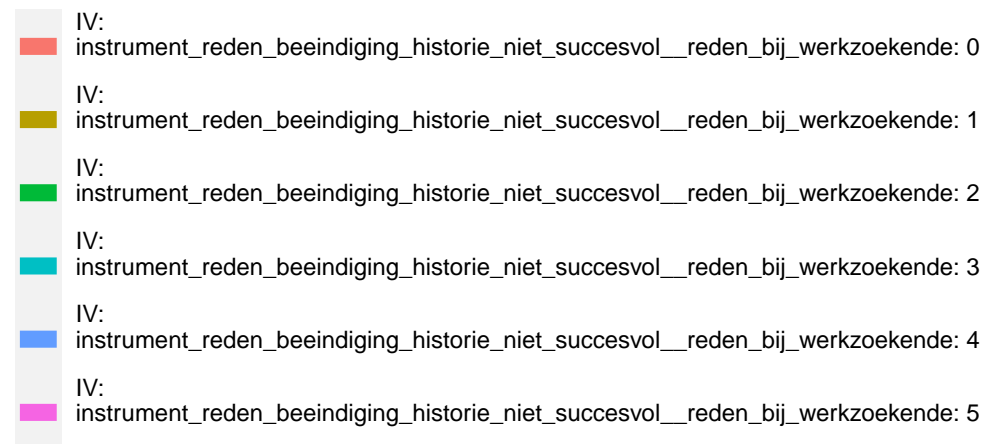 IV:
instrument_reden_beeindiging_historie_niet_succesvol__reden_bij_werkzoekende: 0
IV:
instrument_reden_beeindiging_historie_niet_succesvol__reden_bij_werkzoekende: 1
IV:
instrument_reden_beeindiging_historie_niet_succesvol__reden_bij_werkzoekende: 2
IV:
instrument_reden_beeindiging_historie_niet_succesvol__reden_bij_werkzoekende: 3
IV:
instrument_reden_beeindiging_historie_niet_succesvol__reden_bij_werkzoekende: 4
IV:
instrument_reden_beeindiging_historie_niet_succesvol__reden_bij_werkzoekende: 5